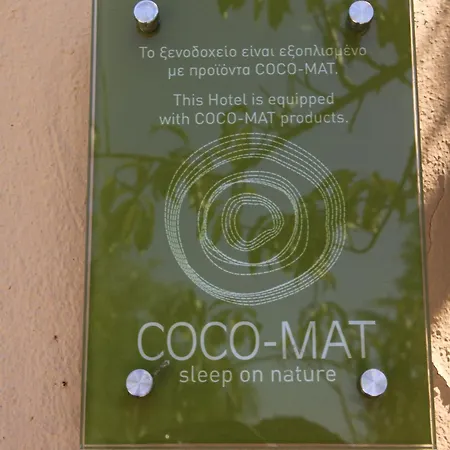 Το ξενοδοχείο είναι εξοπλισμένο
με προϊόντα COCO-MAT.
This Hotel is equipped
with COCO-MAT products.
COCO-MAT
sleep on nature